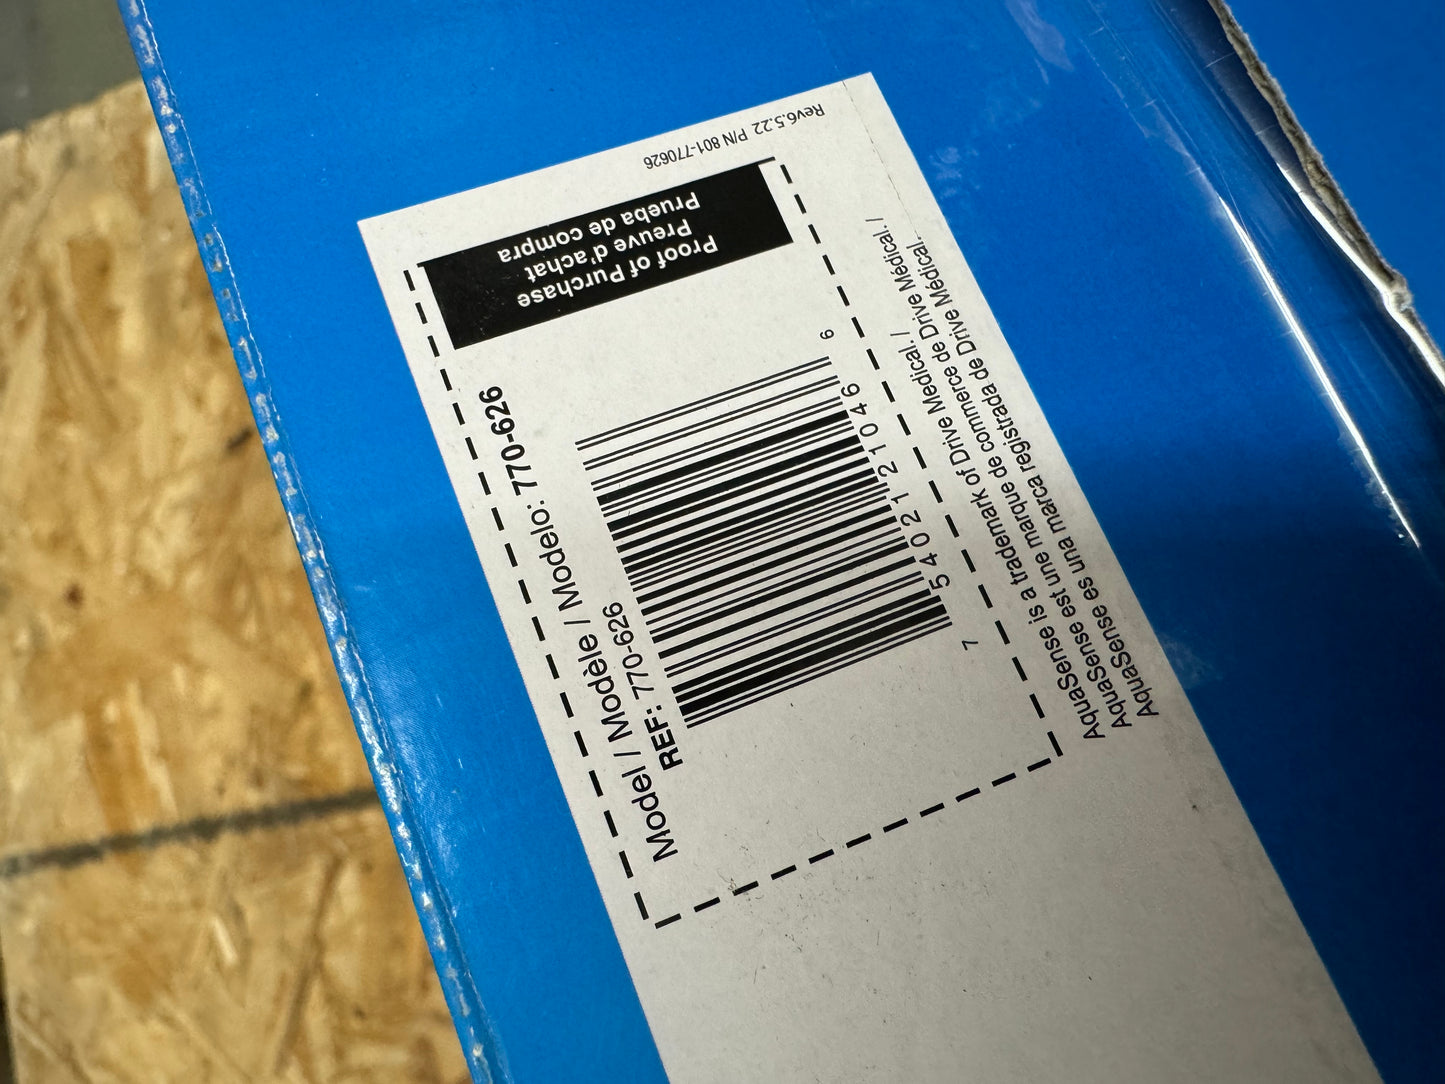 Rev6.5.22 P/N 801-770626
Proof of Purchase
Preuve d'achat
Prueba de compra
Model / Modèle / Modelo: 770-626
REF: 770-626
7 54021 21046 6
AquaSense is a trademark of Drive Medical. /
AquaSense est une marque de commerce de Drive Médical. /
AquaSense es una marca registrada de Drive Médical.